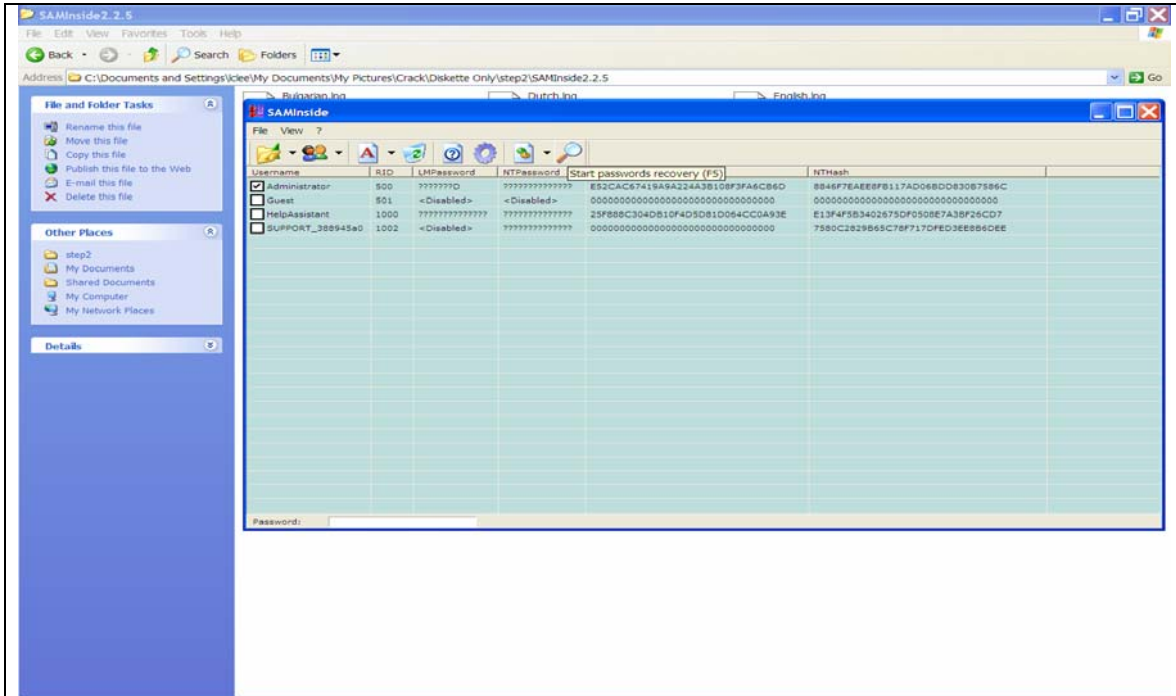 SAMInside2.2.5
File Edit View Favorites Tools Help
Back Search Folders
Address C:\Documents and Settings\clee\My Documents\My Pictures\Crack\Diskette Only\step2\SAMInside2.2.5 Go
Bulgarian.lng Dutch.lng English.lng
File and Folder Tasks
Rename this file
Move this file
Copy this file
Publish this file to the Web
E-mail this file
Delete this file
Other Places
step2
My Documents
Shared Documents
My Computer
My Network Places
Details
SAMInside
File View ?
Start passwords recovery (F5)
Username RID LMPassword NTPassword NTHash
Administrator 500 ???????D ?????????????? E52CAC67419A9A224A3B108F3FA6CB6D 8846F7EAEE8FB117AD06BDD830B7586C
Guest 501 <Disabled> <Disabled> 00000000000000000000000000000000 00000000000000000000000000000000
HelpAssistant 1000 ?????????????? ?????????????? 25F888C304DB10F4D5D81D064CC0A93E E13F4F5B3402675DF0508E7A3BF26CD7
SUPPORT_388945a0 1002 <Disabled> ?????????????? 00000000000000000000000000000000 7580C2829B65C78F717DFED3EE8B6DEE
Password: